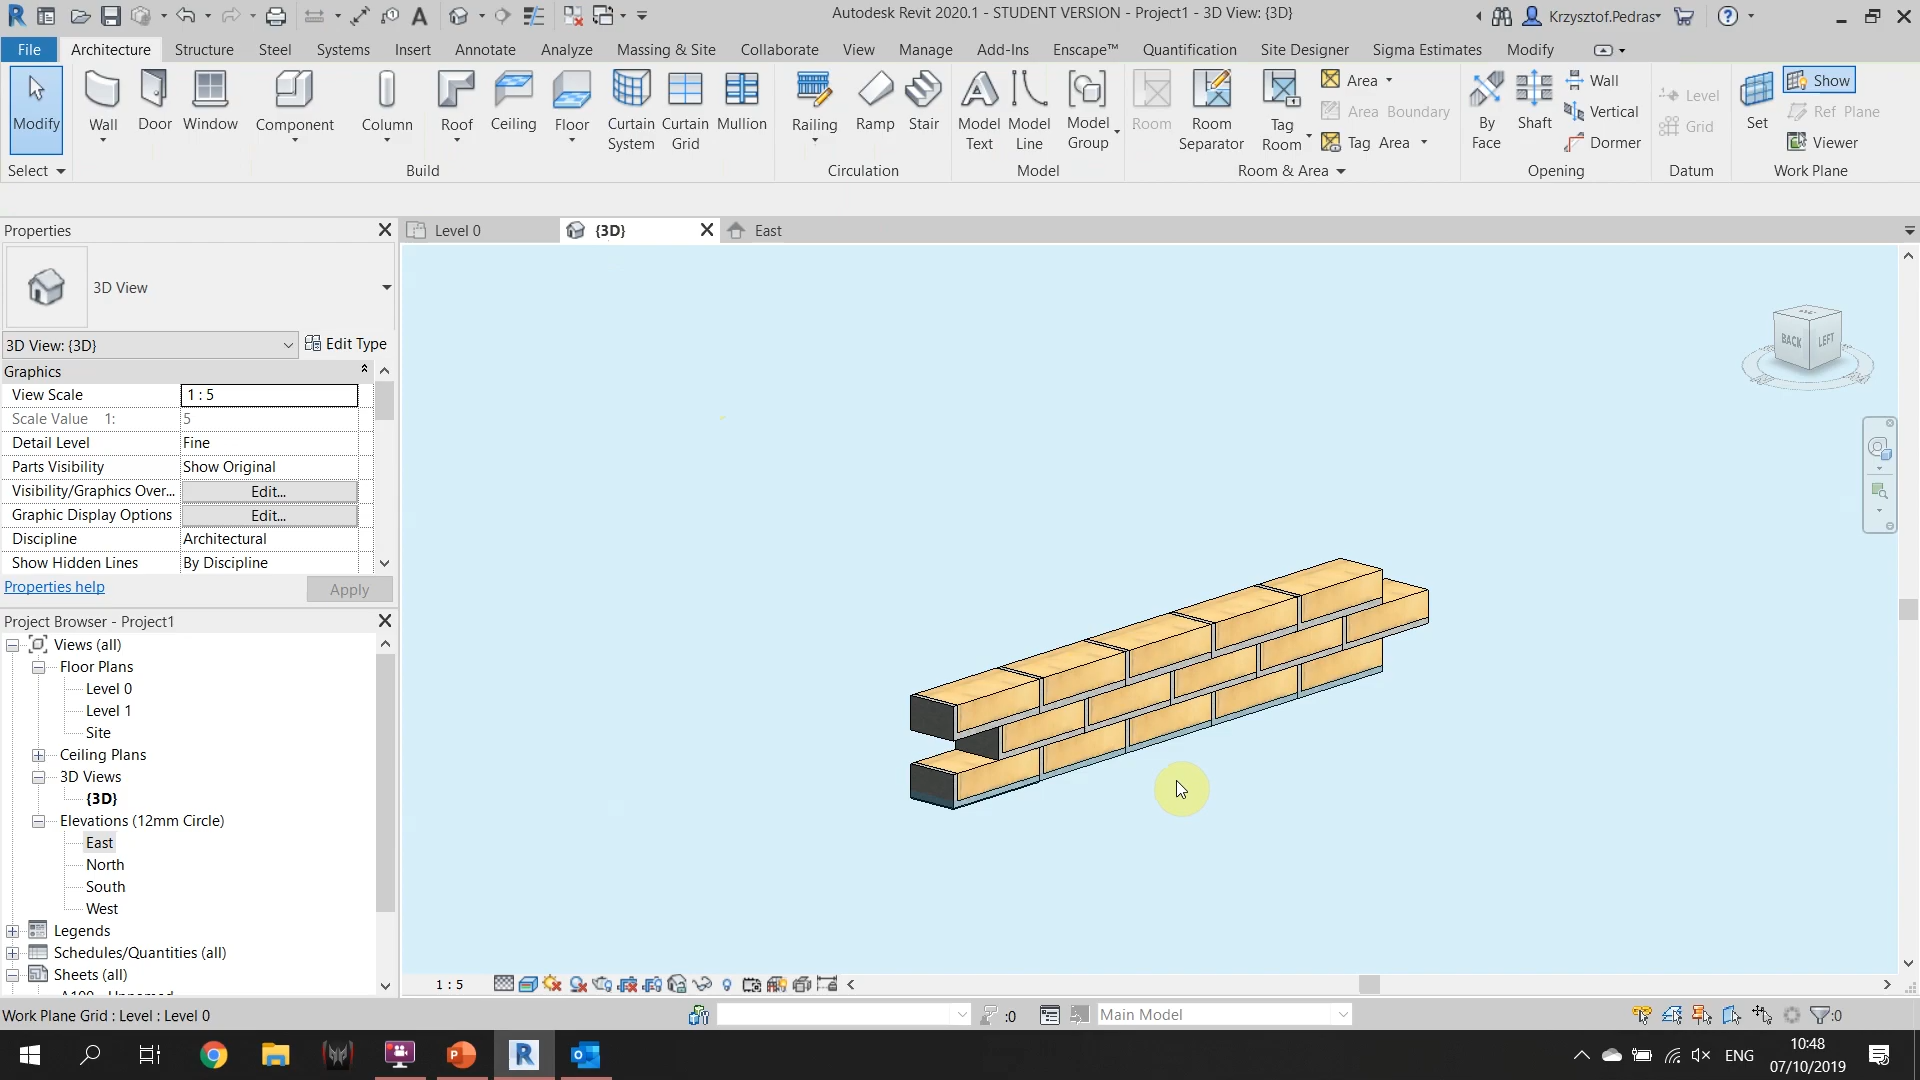 Autodesk Revit 2020.1 - STUDENT VERSION - Project1 - 3D View: {3D}
Krzysztof.Pedras
File Architecture Structure Steel Systems Insert Annotate Analyze Massing & Site Collaborate View Manage Add-Ins Enscape™ Quantification Site Designer Sigma Estimates Modify
Modify
Wall
Door
Window
Component
Column
Roof
Ceiling
Floor
Curtain System
Curtain Grid
Mullion
Railing
Ramp
Stair
Model Text
Model Line
Model Group
Room
Room Separator
Tag Room
Area
Area Boundary
Tag Area
By Face
Shaft
Wall
Vertical
Dormer
Level
Grid
Set
Show
Ref Plane
Viewer
Select Build Circulation Model Room & Area Opening Datum Work Plane
Properties
Level 0 {3D} East
3D View
3D View: {3D} Edit Type
Graphics
View Scale 1 : 5
Scale Value 1: 5
Detail Level Fine
Parts Visibility Show Original
Visibility/Graphics Over... Edit...
Graphic Display Options Edit...
Discipline Architectural
Show Hidden Lines By Discipline
Properties help Apply
BACK LEFT
Project Browser - Project1
Views (all)
Floor Plans
Level 0
Level 1
Site
Ceiling Plans
3D Views
{3D}
Elevations (12mm Circle)
East
North
South
West
Legends
Schedules/Quantities (all)
Sheets (all)
1 : 5
Work Plane Grid : Level : Level 0
:0
Main Model
:0
ENG
10:48
07/10/2019